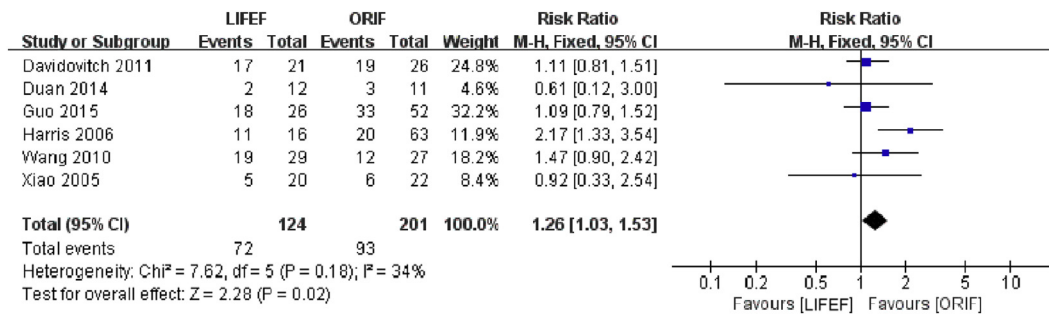 LIFEF ORIF Risk Ratio Risk Ratio
Study or Subgroup Events Total Events Total Weight M-H, Fixed, 95% CI M-H, Fixed, 95% CI
Davidovitch 2011 17 21 19 26 24.8% 1.11 [0.81, 1.51]
Duan 2014 2 12 3 11 4.6% 0.61 [0.12, 3.00]
Guo 2015 18 26 33 52 32.2% 1.09 [0.79, 1.52]
Harris 2006 11 16 20 63 11.9% 2.17 [1.33, 3.54]
Wang 2010 19 29 12 27 18.2% 1.47 [0.90, 2.42]
Xiao 2005 5 20 6 22 8.4% 0.92 [0.33, 2.54]
Total (95% CI) 124 201 100.0% 1.26 [1.03, 1.53]
Total events 72 93
Heterogeneity: Chi² = 7.62, df = 5 (P = 0.18); I² = 34%
Test for overall effect: Z = 2.28 (P = 0.02)
0.1 0.2 0.5 1 2 5 10
Favours [LIFEF] Favours [ORIF]